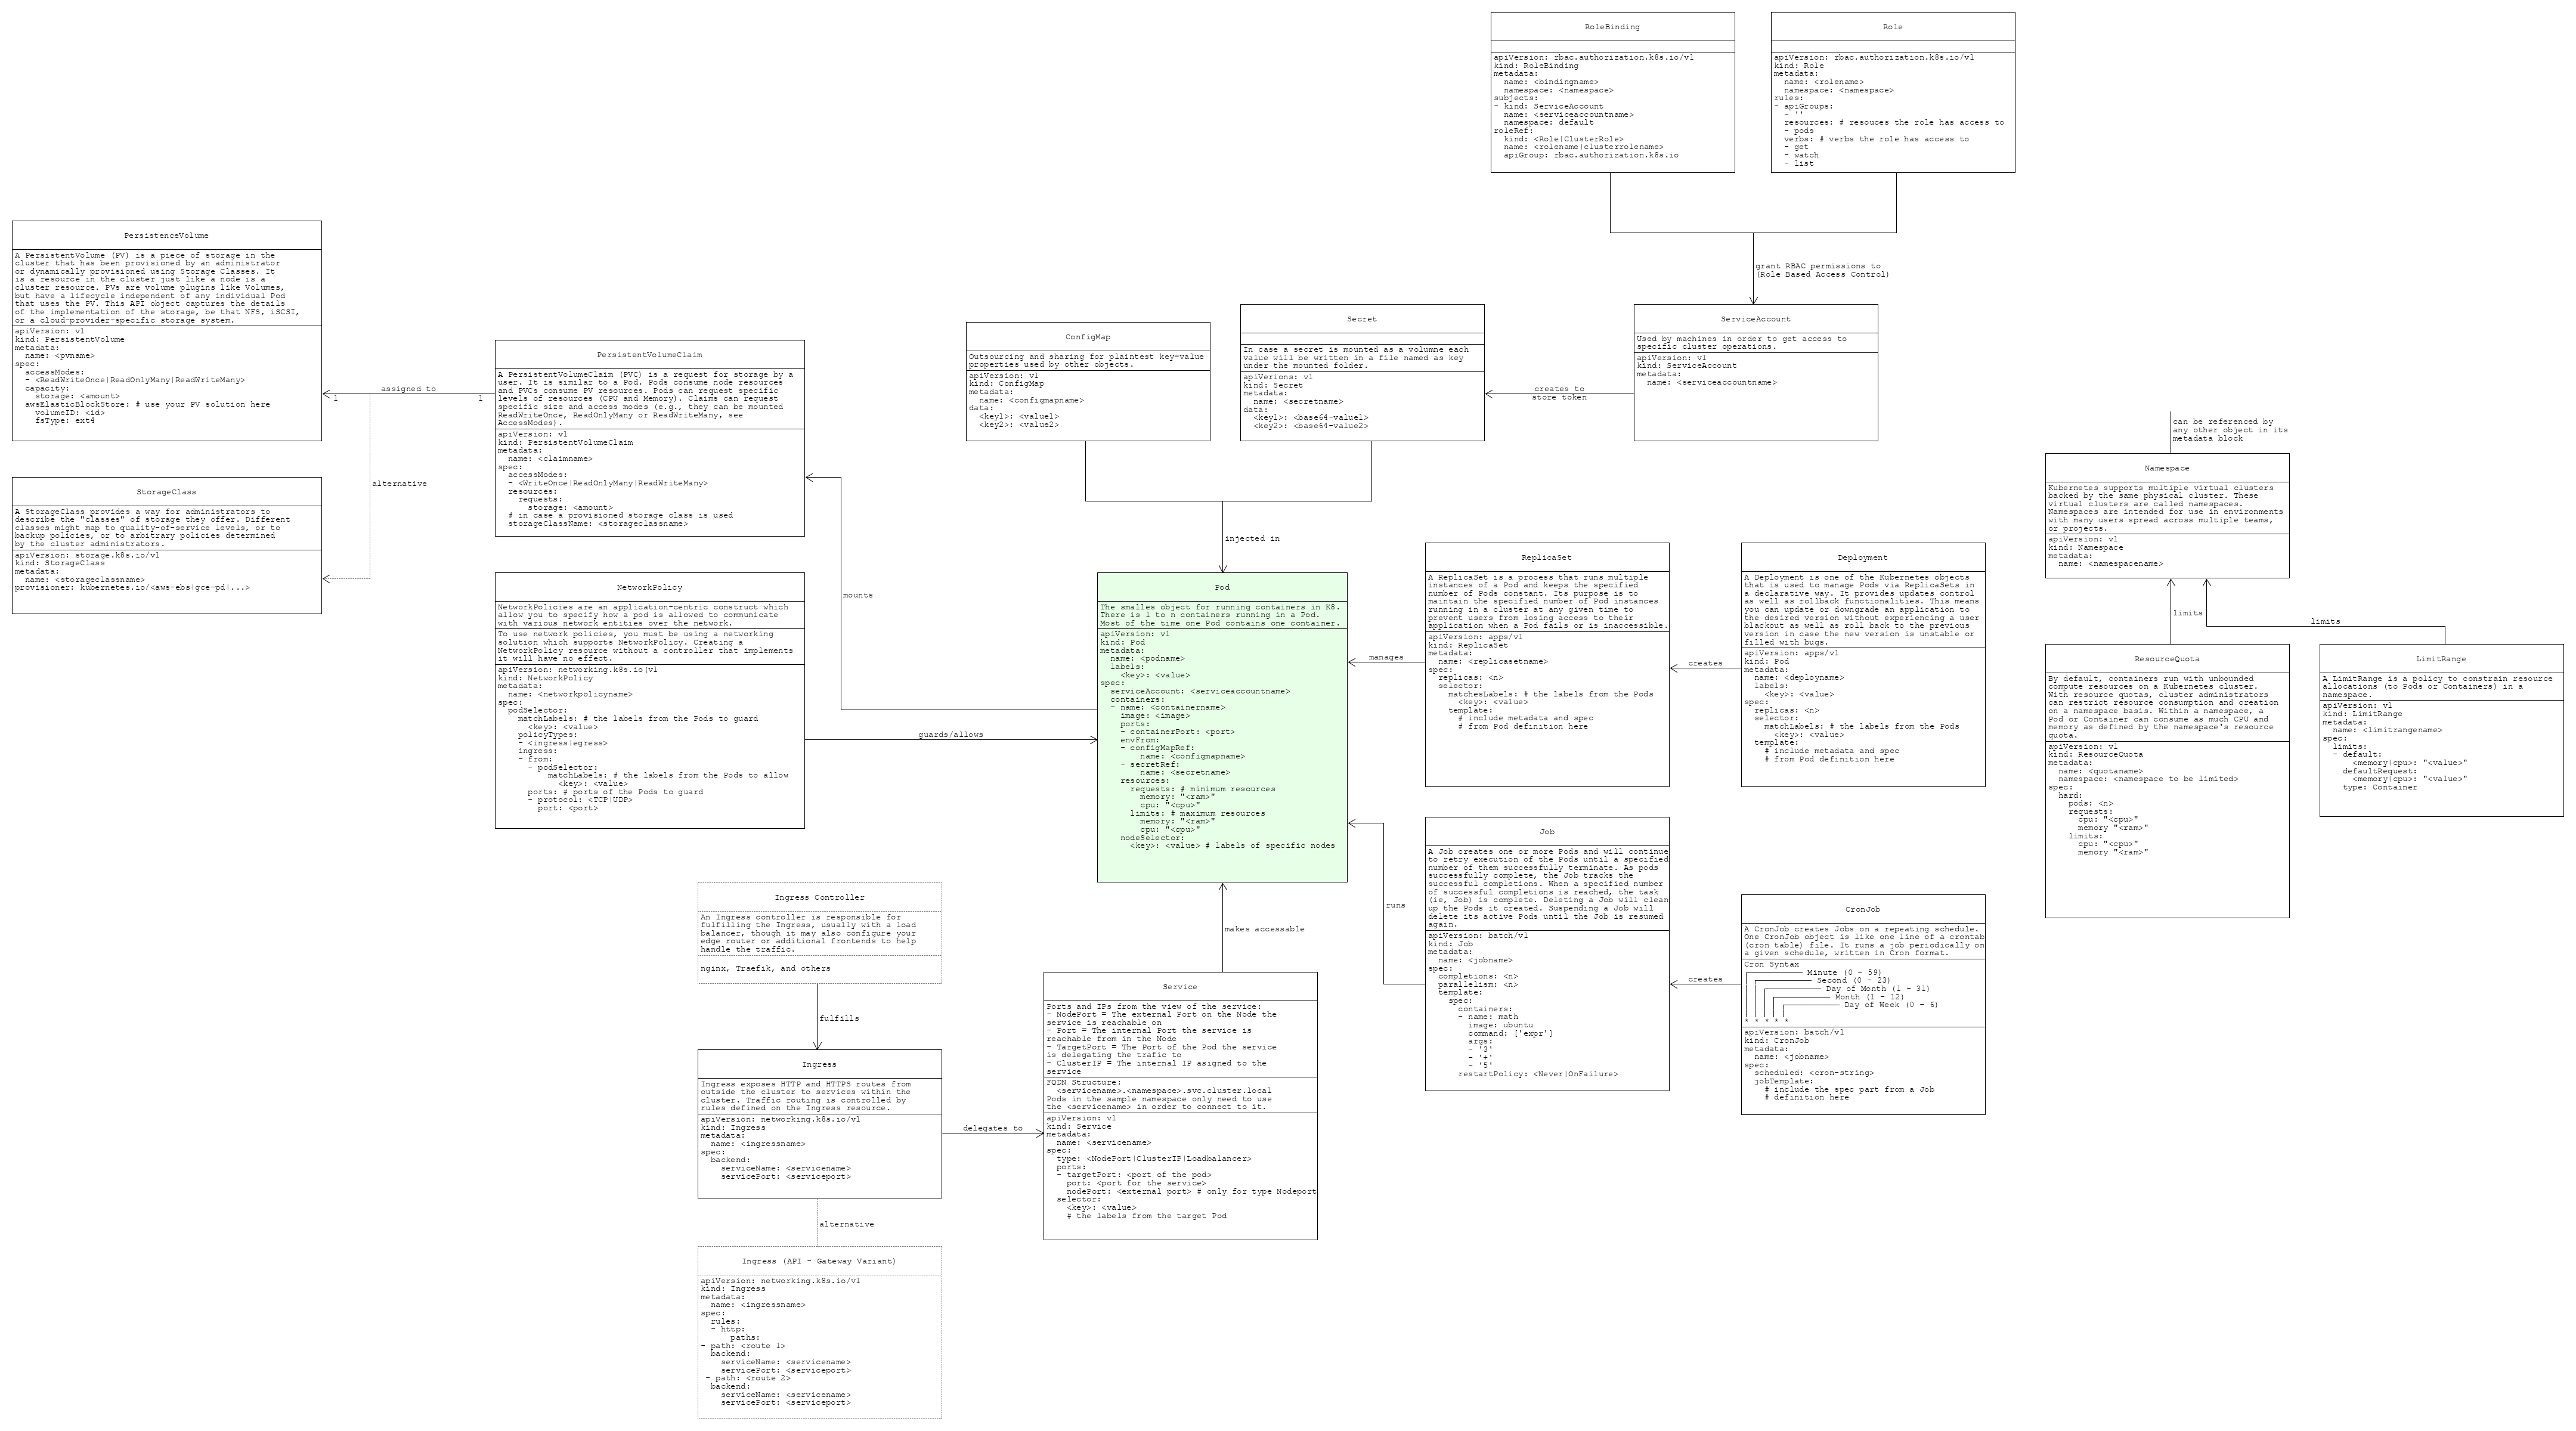 RoleBinding
apiVersion: rbac.authorization.k8s.io/v1
kind: RoleBinding
metadata:
  name: <bindingname>
  namespace: <namespace>
subjects:
- kind: ServiceAccount
  name: <serviceaccountname>
  namespace: default
roleRef:
  kind: <Role|ClusterRole>
  name: <rolename|clusterrolename>
  apiGroup: rbac.authorization.k8s.io
Role
apiVersion: rbac.authorization.k8s.io/v1
kind: Role
metadata:
  name: <rolename>
  namespace: <namespace>
rules:
- apiGroups:
  - ''
  resources: # resouces the role has access to
  - pods
  verbs: # verbs the role has access to
  - get
  - watch
  - list
grant RBAC permissions to
(Role Based Access Control)
PersistenceVolume
A PersistentVolume (PV) is a piece of storage in the
cluster that has been provisioned by an administrator
or dynamically provisioned using Storage Classes. It
is a resource in the cluster just like a node is a
cluster resource. PVs are volume plugins like Volumes,
but have a lifecycle independent of any individual Pod
that uses the PV. This API object captures the details
of the implementation of the storage, be that NFS, iSCSI,
or a cloud-provider-specific storage system.
apiVersion: v1
kind: PersistentVolume
metadata:
  name: <pvname>
spec:
  accessModes:
  - <ReadWriteOnce|ReadOnlyMany|ReadWriteMany>
  capacity:
    storage: <amount>
  awsElasticBlockStore: # use your PV solution here
    volumeID: <id>
    fsType: ext4
assigned to
1
1
alternative
StorageClass
A StorageClass provides a way for administrators to
describe the "classes" of storage they offer. Different
classes might map to quality-of-service levels, or to
backup policies, or to arbitrary policies determined
by the cluster administrators.
apiVersion: storage.k8s.io/v1
kind: StorageClass
metadata:
  name: <storageclassname>
provisioner: kubernetes.io/<aws-ebs|gce-pd|...>
PersistentVolumeClaim
A PersistentVolumeClaim (PVC) is a request for storage by a
user. It is similar to a Pod. Pods consume node resources
and PVCs consume PV resources. Pods can request specific
levels of resources (CPU and Memory). Claims can request
specific size and access modes (e.g., they can be mounted
ReadWriteOnce, ReadOnlyMany or ReadWriteMany, see
AccessModes).
apiVersion: v1
kind: PersistentVolumeClaim
metadata:
  name: <claimname>
spec:
  accessModes:
  - <WriteOnce|ReadOnlyMany|ReadWriteMany>
  resources:
    requests:
      storage: <amount>
  # in case a provisioned storage class is used
  storageClassName: <storageclassname>
mounts
ConfigMap
Outsourcing and sharing for plaintest key=value
properties used by other objects.
apiVersion: v1
kind: ConfigMap
metadata:
  name: <configmapname>
data:
  <key1>: <value1>
  <key2>: <value2>
Secret
In case a secret is mounted as a volumne each
value will be written in a file named as key
under the mounted folder.
apiVerions: v1
kind: Secret
metadata:
  name: <secretname>
data:
  <key1>: <base64-value1>
  <key2>: <base64-value2>
creates to
store token
ServiceAccount
Used by machines in order to get access to
specific cluster operations.
apiVersion: v1
kind: ServiceAccount
metadata:
  name: <serviceaccountname>
injected in
can be referenced by
any other object in its
metadata block
Namespace
Kubernetes supports multiple virtual clusters
backed by the same physical cluster. These
virtual clusters are called namespaces.
Namespaces are intended for use in environments
with many users spread across multiple teams,
or projects.
apiVersion: v1
kind: Namespace
metadata:
  name: <namespacename>
limits
limits
NetworkPolicy
NetworkPolicies are an application-centric construct which
allow you to specify how a pod is allowed to communicate
with various network entities over the network.
To use network policies, you must be using a networking
solution which supports NetworkPolicy. Creating a
NetworkPolicy resource without a controller that implements
it will have no effect.
apiVersion: networking.k8s.io(v1
kind: NetworkPolicy
metadata:
  name: <networkpolicyname>
spec:
  podSelector:
    matchLabels: # the labels from the Pods to guard
      <key>: <value>
    policyTypes:
    - <ingress|egress>
    ingress:
    - from:
      - podSelector:
          matchLabels: # the labels from the Pods to allow
            <key>: <value>
      ports: # ports of the Pods to guard
      - protocol: <TCP|UDP>
        port: <port>
guards/allows
Pod
The smalles object for running containers in K8.
There is 1 to n containers running in a Pod.
Most of the time one Pod contains one container.
apiVersion: v1
kind: Pod
metadata:
  name: <podname>
  labels:
    <key>: <value>
spec:
  serviceAccount: <serviceaccountname>
  containers:
  - name: <containername>
    image: <image>
    ports:
    - containerPort: <port>
    envFrom:
    - configMapRef:
        name: <configmapname>
    - secretRef:
        name: <secretname>
    resources:
      requests: # minimum resources
        memory: "<ram>"
        cpu: "<cpu>"
      limits: # maximum resources
        memory: "<ram>"
        cpu: "<cpu>"
    nodeSelector:
      <key>: <value> # labels of specific nodes
manages
ReplicaSet
A ReplicaSet is a process that runs multiple
instances of a Pod and keeps the specified
number of Pods constant. Its purpose is to
maintain the specified number of Pod instances
running in a cluster at any given time to
prevent users from losing access to their
application when a Pod fails or is inaccessible.
apiVersion: apps/v1
kind: ReplicaSet
metadata:
  name: <replicasetname>
spec:
  replicas: <n>
  selector:
    matchesLabels: # the labels from the Pods
      <key>: <value>
    template:
      # include metadata and spec
      # from Pod definition here
creates
Deployment
A Deployment is one of the Kubernetes objects
that is used to manage Pods via ReplicaSets in
a declarative way. It provides updates control
as well as rollback functionalities. This means
you can update or downgrade an application to
the desired version without experiencing a user
blackout as well as roll back to the previous
version in case the new version is unstable or
filled with bugs.
apiVersion: apps/v1
kind: Pod
metadata:
  name: <deployname>
  labels:
    <key>: <value>
spec:
  replicas: <n>
  selector:
    matchLabels: # the labels from the Pods
      <key>: <value>
  template:
    # include metadata and spec
    # from Pod definition here
ResourceQuota
By default, containers run with unbounded
compute resources on a Kubernetes cluster.
With resource quotas, cluster administrators
can restrict resource consumption and creation
on a namespace basis. Within a namespace, a
Pod or Container can consume as much CPU and
memory as defined by the namespace's resource
quota.
apiVersion: v1
kind: ResourceQuota
metadata:
  name: <quotaname>
  namespace: <namespace to be limited>
spec:
  hard:
    pods: <n>
    requests:
      cpu: "<cpu>"
      memory "<ram>"
    limits:
      cpu: "<cpu>"
      memory "<ram>"
LimitRange
A LimitRange is a policy to constrain resource
allocations (to Pods or Containers) in a
namespace.
apiVersion: v1
kind: LimitRange
metadata:
  name: <limitrangename>
spec:
  limits:
  - default:
      <memory|cpu>: "<value>"
    defaultRequest:
      <memory|cpu>: "<value>"
    type: Container
runs
Job
A Job creates one or more Pods and will continue
to retry execution of the Pods until a specified
number of them successfully terminate. As pods
successfully complete, the Job tracks the
successful completions. When a specified number
of successful completions is reached, the task
(ie, Job) is complete. Deleting a Job will clean
up the Pods it created. Suspending a Job will
delete its active Pods until the Job is resumed
again.
apiVersion: batch/v1
kind: Job
metadata:
  name: <jobname>
spec:
  completions: <n>
  parallelism: <n>
  template:
    spec:
      containers:
      - name: math
        image: ubuntu
        command: ['expr']
        args:
        - '3'
        - '+'
        - '5'
      restartPolicy: <Never|OnFailure>
creates
CronJob
A CronJob creates Jobs on a repeating schedule.
One CronJob object is like one line of a crontab
(cron table) file. It runs a job periodically on
a given schedule, written in Cron format.
Cron Syntax
Minute (0 - 59)
Second (0 - 23)
Day of Month (1 - 31)
Month (1 - 12)
Day of Week (0 - 6)
* * * * *
apiVersion: batch/v1
kind: CronJob
metadata:
  name: <jobname>
spec:
  scheduled: <cron-string>
  jobTemplate:
    # include the spec part from a Job
    # definition here
Ingress Controller
An Ingress controller is responsible for
fulfilling the Ingress, usually with a load
balancer, though it may also configure your
edge router or additional frontends to help
handle the traffic.
nginx, Traefik, and others
fulfills
makes accessable
Ingress
Ingress exposes HTTP and HTTPS routes from
outside the cluster to services within the
cluster. Traffic routing is controlled by
rules defined on the Ingress resource.
apiVersion: networking.k8s.io/v1
kind: Ingress
metadata:
  name: <ingressname>
spec:
  backend:
    serviceName: <servicename>
    servicePort: <serviceport>
delegates to
Service
Ports and IPs from the view of the service:
- NodePort = The external Port on the Node the
service is reachable on
- Port = The internal Port the service is
reachable from in the Node
- TargetPort = The Port of the Pod the service
is delegating the trafic to
- ClusterIP = The internal IP asigned to the
service
FQDN Structure:
  <servicename>.<namespace>.svc.cluster.local
Pods in the sample namespace only need to use
the <servicename> in order to connect to it.
apiVersion: v1
kind: Service
metadata:
  name: <servicename>
spec:
  type: <NodePort|ClusterIP|Loadbalancer>
  ports:
  - targetPort: <port of the pod>
    port: <port for the service>
    nodePort: <external port> # only for type Nodeport
  selector:
    <key>: <value>
    # the labels from the target Pod
alternative
Ingress (API - Gateway Variant)
apiVersion: networking.k8s.io/v1
kind: Ingress
metadata:
  name: <ingressname>
spec:
  rules:
  - http:
      paths:
- path: <route 1>
  backend:
    serviceName: <servicename>
    servicePort: <serviceport>
 - path: <route 2>
  backend:
    serviceName: <servicename>
    servicePort: <serviceport>